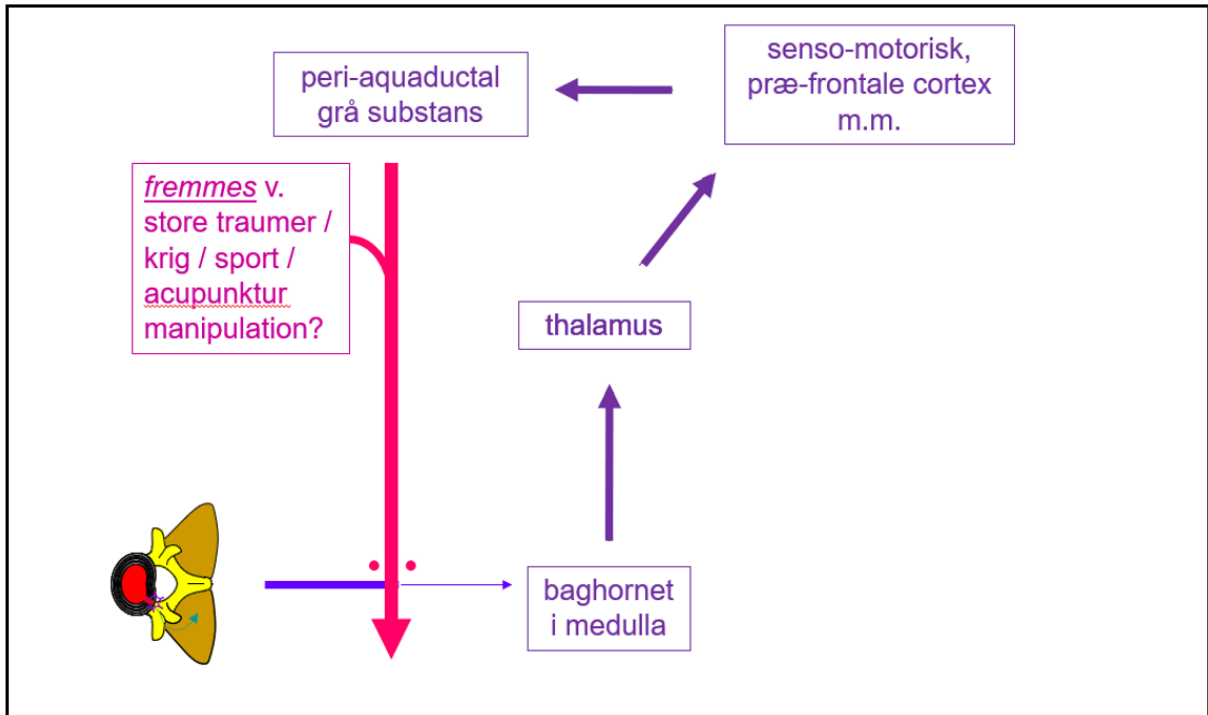 peri-aquaductal
grå substans
senso-motorisk,
præ-frontale cortex
m.m.
fremmes v.
store traumer /
krig / sport /
acupunktur
manipulation?
thalamus
baghornet
i medulla